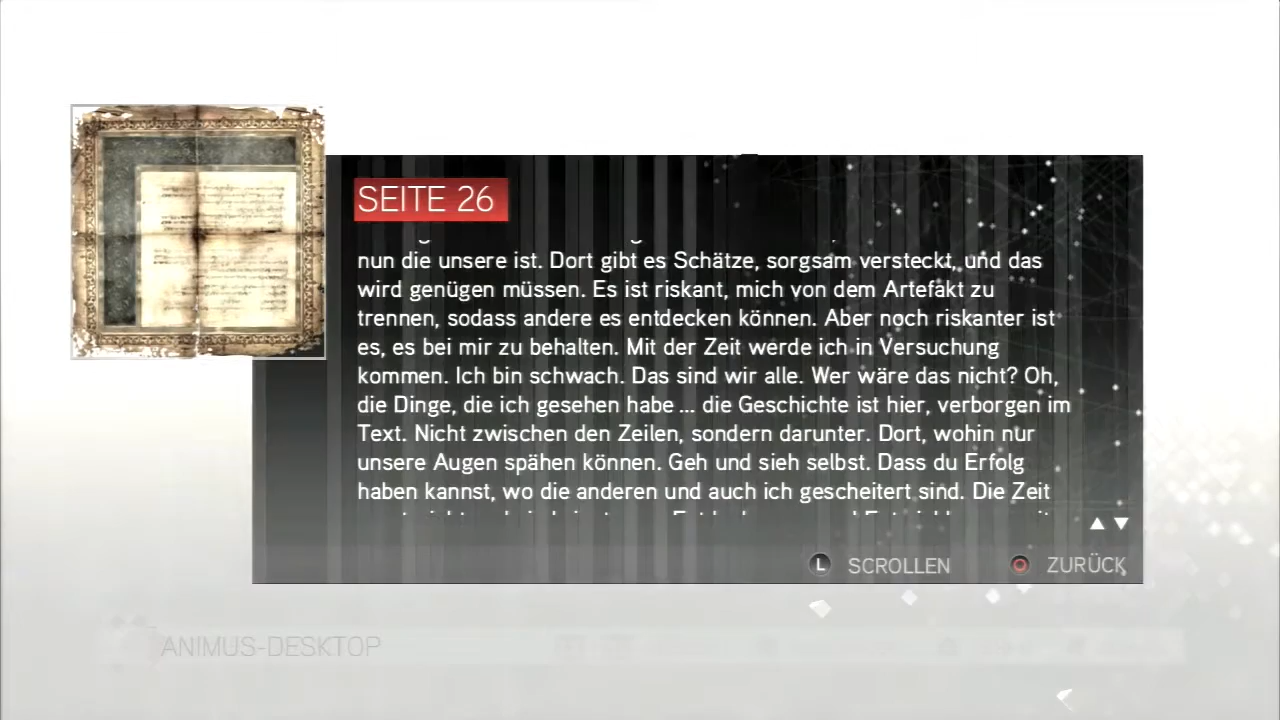 SEITE 26
nun die unsere ist. Dort gibt es Schätze, sorgsam versteckt, und das
wird genügen müssen. Es ist riskant, mich von dem Artefakt zu
trennen, sodass andere es entdecken können. Aber noch riskanter ist
es, es bei mir zu behalten. Mit der Zeit werde ich in Versuchung
kommen. Ich bin schwach. Das sind wir alle. Wer wäre das nicht? Oh,
die Dinge, die ich gesehen habe ... die Geschichte ist hier, verborgen im
Text. Nicht zwischen den Zeilen, sondern darunter. Dort, wohin nur
unsere Augen spähen können. Geh und sieh selbst. Dass du Erfolg
haben kannst, wo die anderen und auch ich gescheitert sind. Die Zeit
L SCROLLEN
ZURÜCK
ANIMUS-DESKTOP